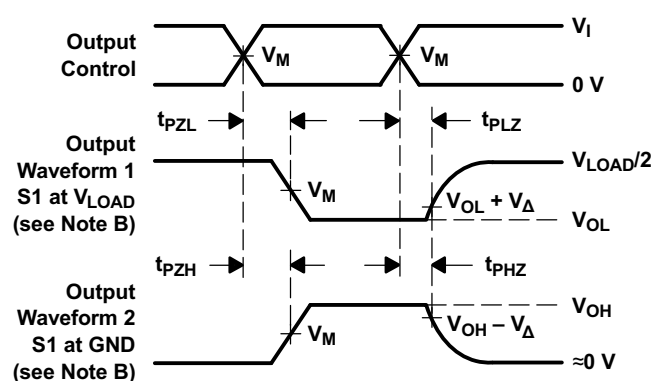 Output
Control
V_M
V_M
V_I
0 V
t_PZL
t_PLZ
Output
Waveform 1
S1 at V_LOAD
(see Note B)
V_M
V_LOAD/2
V_OL + V_Δ
V_OL
t_PZH
t_PHZ
Output
Waveform 2
S1 at GND
(see Note B)
V_M
V_OH
V_OH − V_Δ
≈0 V